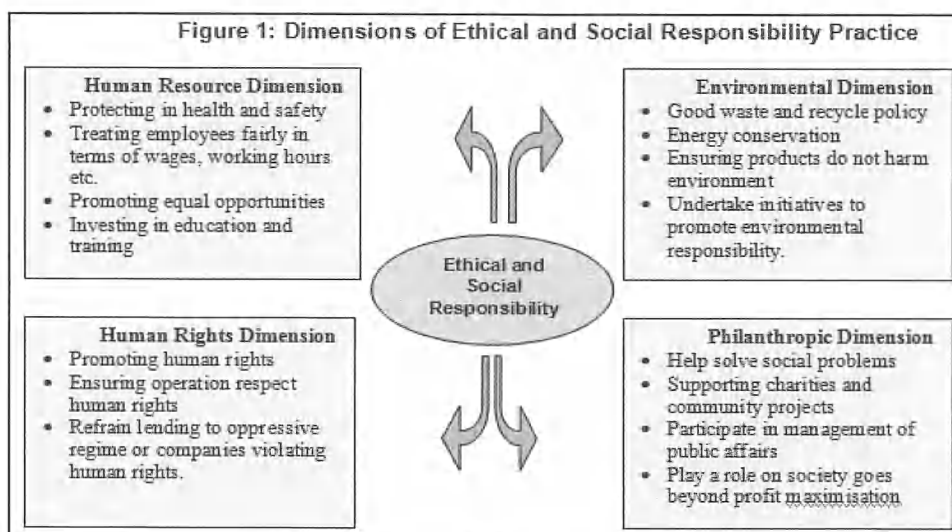 Figure 1: Dimensions of Ethical and Social Responsibility Practice
Human Resource Dimension
• Protecting in health and safety
• Treating employees fairly in
terms of wages, working hours
etc.
• Promoting equal opportunities
• Investing in education and
training
Environmental Dimension
• Good waste and recycle policy
• Energy conservation
• Ensuring products do not harm
environment
• Undertake initiatives to
promote environmental
responsibility.
Ethical and
Social
Responsibility
Human Rights Dimension
• Promoting human rights
• Ensuring operation respect
human rights
• Refrain lending to oppressive
regime or companies violating
human rights.
Philanthropic Dimension
• Help solve social problems
• Supporting charities and
community projects
• Participate in management of
public affairs
• Play a role on society goes
beyond profit maximisation